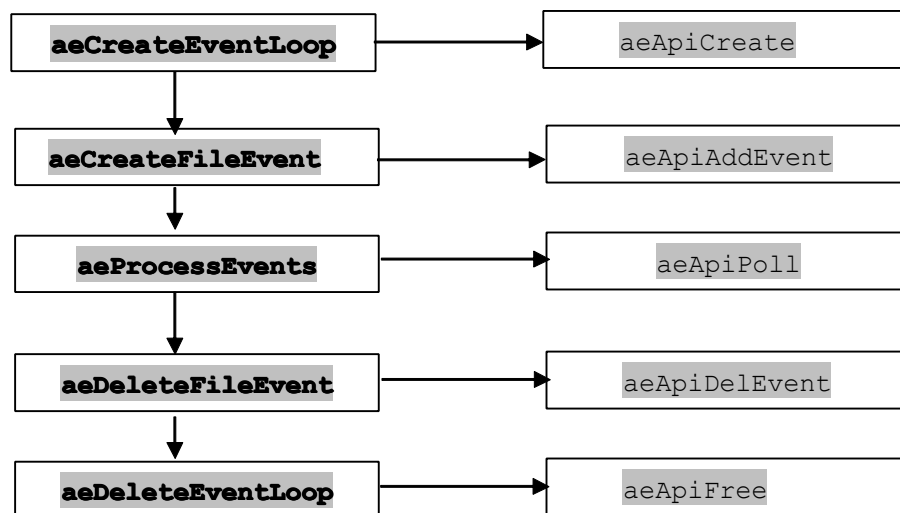 aeCreateEventLoop
aeApiCreate
aeCreateFileEvent
aeApiAddEvent
aeProcessEvents
aeApiPoll
aeDeleteFileEvent
aeApiDelEvent
aeDeleteEventLoop
aeApiFree